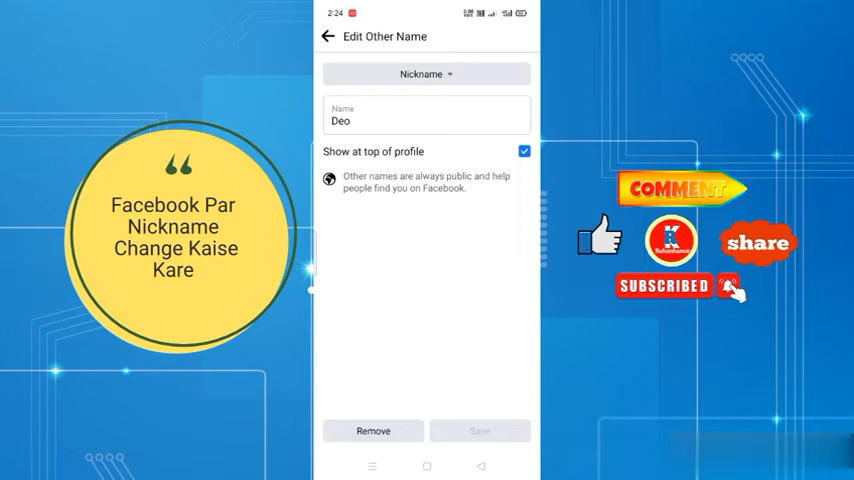 2:24
Edit Other Name
Nickname
Name
Deo
Show at top of profile
Other names are always public and help
people find you on Facebook.
Remove
Save
Facebook Par
Nickname
Change Kaise
Kare
COMMENT
share
SUBSCRIBED